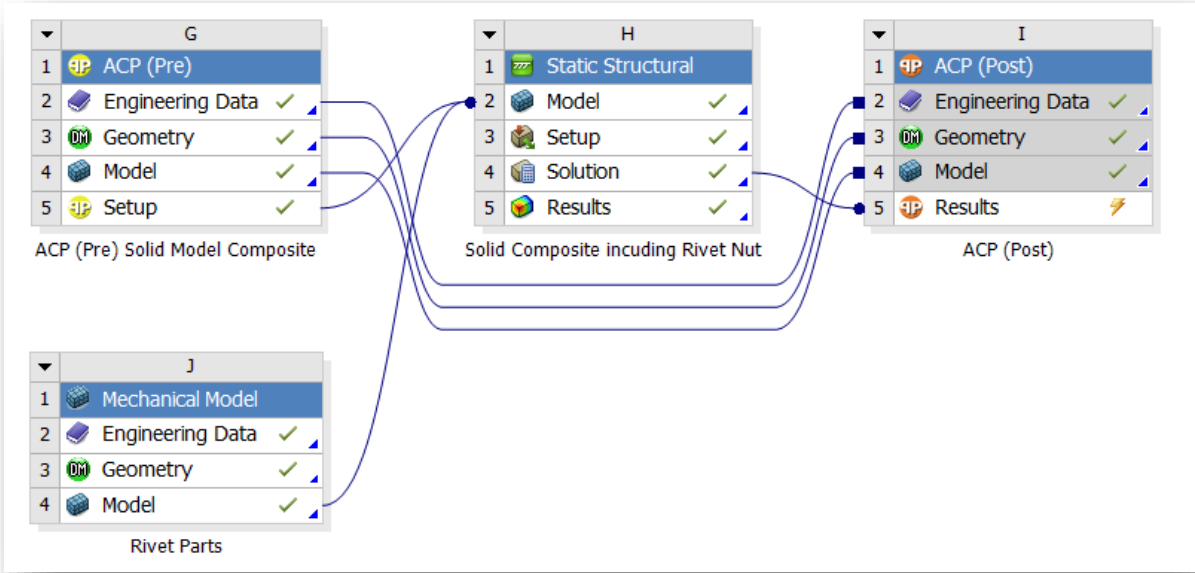 G
1 ACP (Pre)
2 Engineering Data
3 Geometry
4 Model
5 Setup
ACP (Pre) Solid Model Composite
H
1 Static Structural
2 Model
3 Setup
4 Solution
5 Results
Solid Composite incuding Rivet Nut
I
1 ACP (Post)
2 Engineering Data
3 DM Geometry
4 Model
5 Results
ACP (Post)
J
1 Mechanical Model
2 Engineering Data
3 DM Geometry
4 Model
Rivet Parts